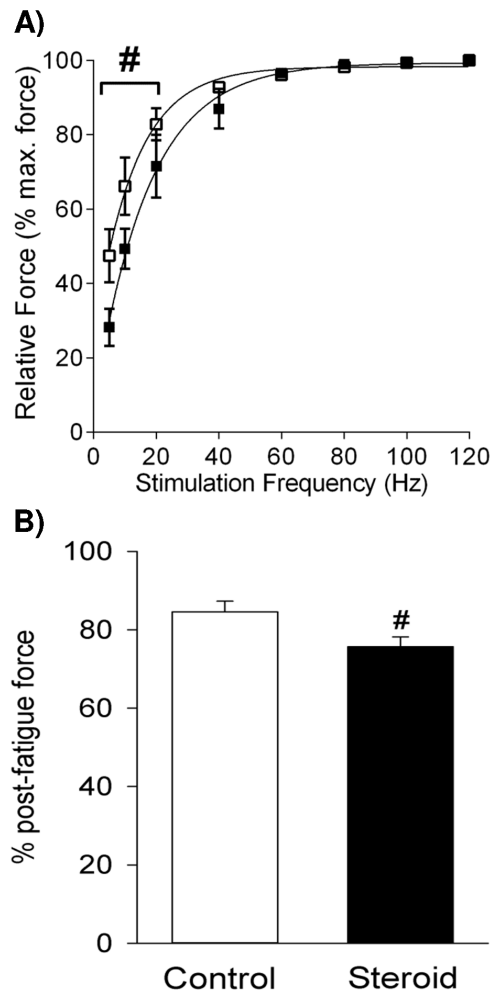 A)
#
100
80
60
40
20
0
Relative Force (% max. force)
0 20 40 60 80 100 120
Stimulation Frequency (Hz)
B)
100
80
60
40
20
0
% post-fatigue force
#
Control Steroid